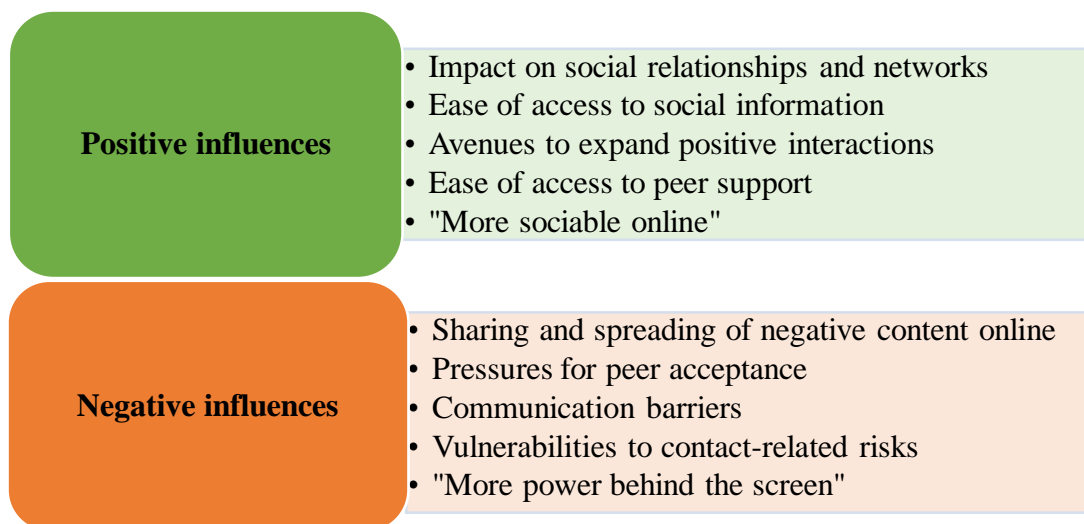 Positive influences
• Impact on social relationships and networks
• Ease of access to social information
• Avenues to expand positive interactions
• Ease of access to peer support
• "More sociable online"
Negative influences
• Sharing and spreading of negative content online
• Pressures for peer acceptance
• Communication barriers
• Vulnerabilities to contact-related risks
• "More power behind the screen"